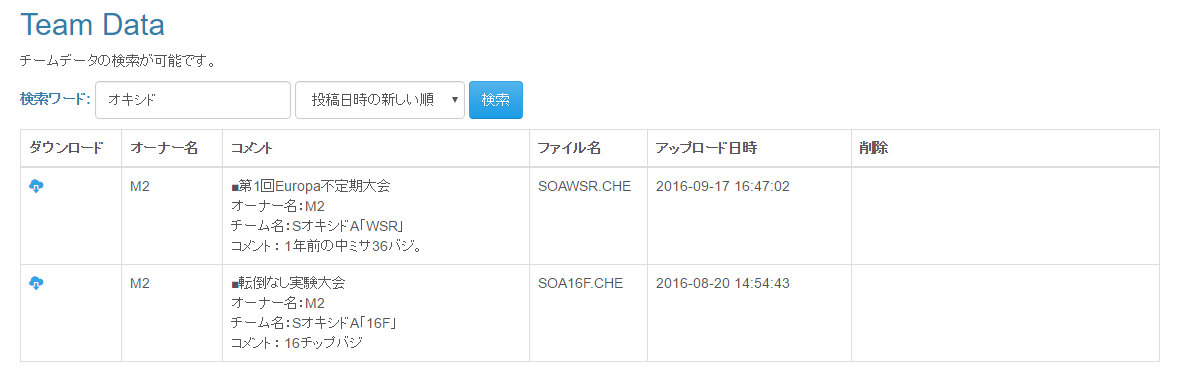 Team Data
チームデータの検索が可能です。
検索ワード: オキシド 投稿日時の新しい順 検索
ダウンロード オーナー名 コメント ファイル名 アップロード日時 削除
M2 ■第1回Europa不定期大会 SOAWSR.CHE 2016-09-17 16:47:02
オーナー名：M2
チーム名：SオキシドA「WSR」
コメント： 1年前の中ミサ36バジ。
M2 ■転倒なし実験大会 SOA16F.CHE 2016-08-20 14:54:43
オーナー名：M2
チーム名：SオキシドA「16F」
コメント： 16チップバジ